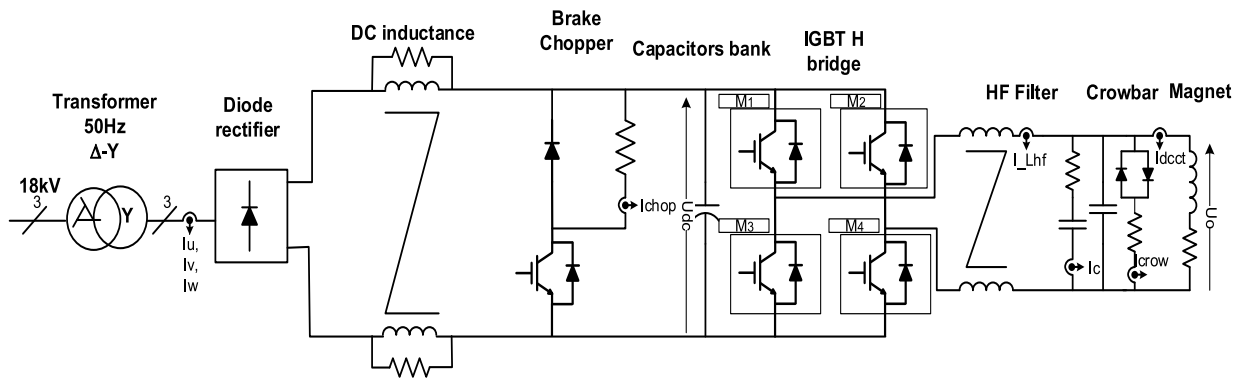 Brake
Chopper
DC inductance
Capacitors bank
IGBT H
bridge
Transformer
50Hz
Δ-Y
Diode
rectifier
HF Filter
Crowbar
Magnet
M1
M2
18kV
3
Δ
Y
3
Iu,
Iv,
Iw
Ichop
Udc
M3
M4
I_Lhf
Idcct
Ic
Icrow
Uo